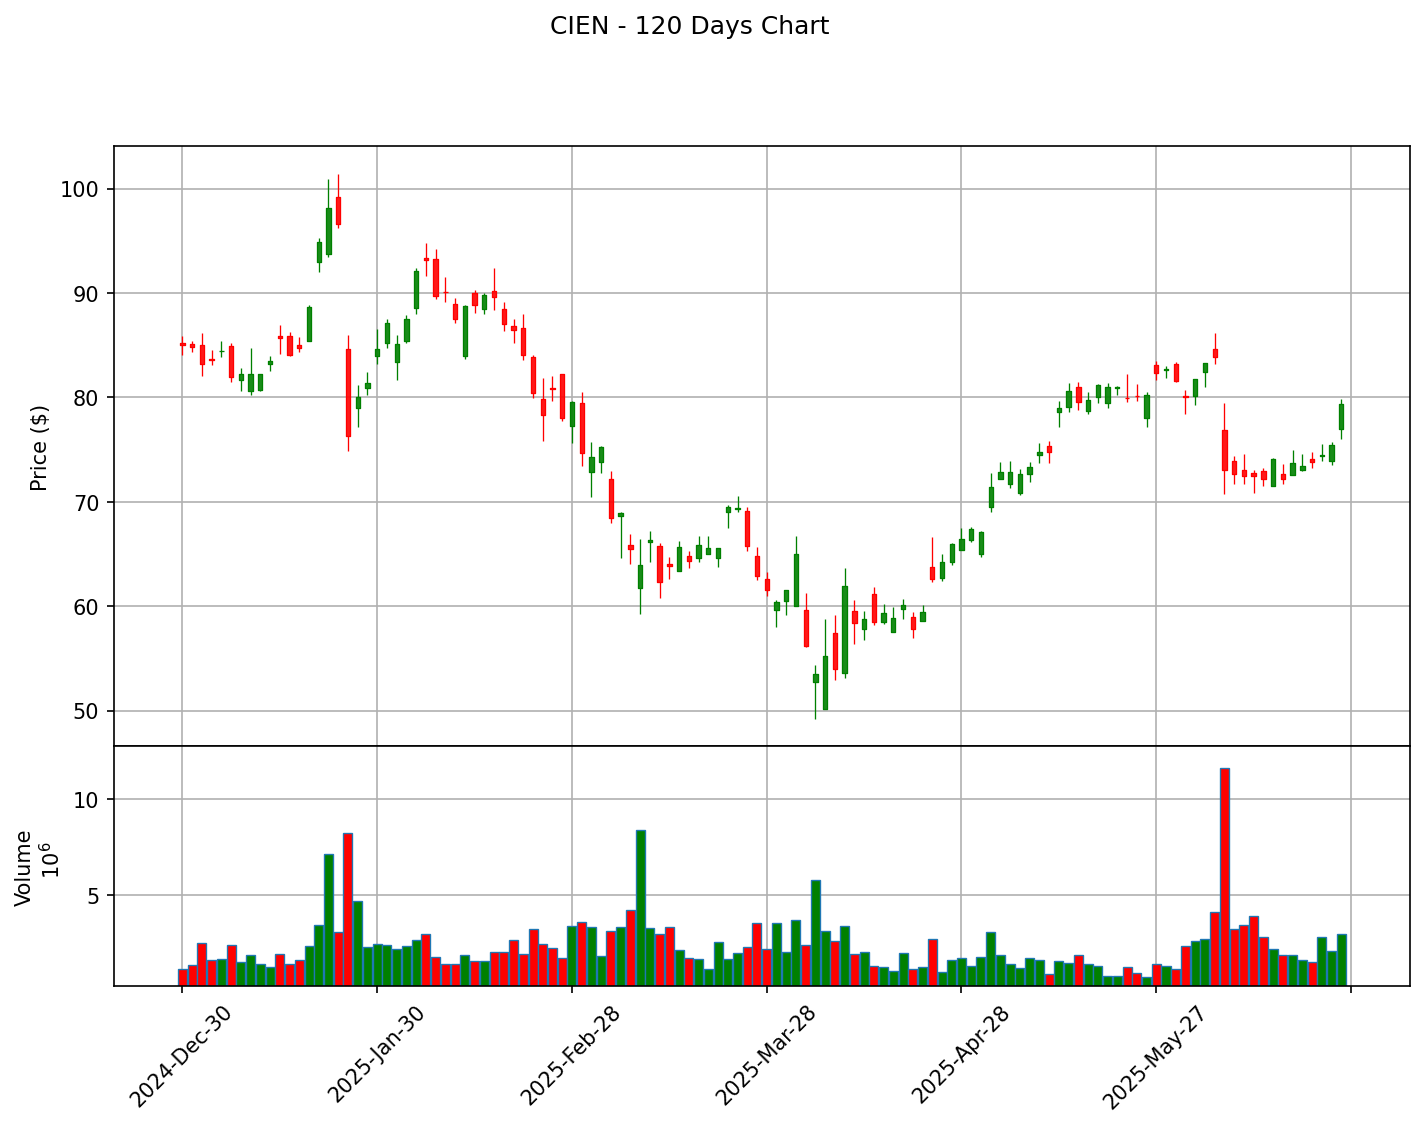 CIEN - 120 Days Chart
100
90
80
70
60
50
Price ($)
10
5
Volume
10⁶
2024-Dec-30
2025-Jan-30
2025-Feb-28
2025-Mar-28
2025-Apr-28
2025-May-27